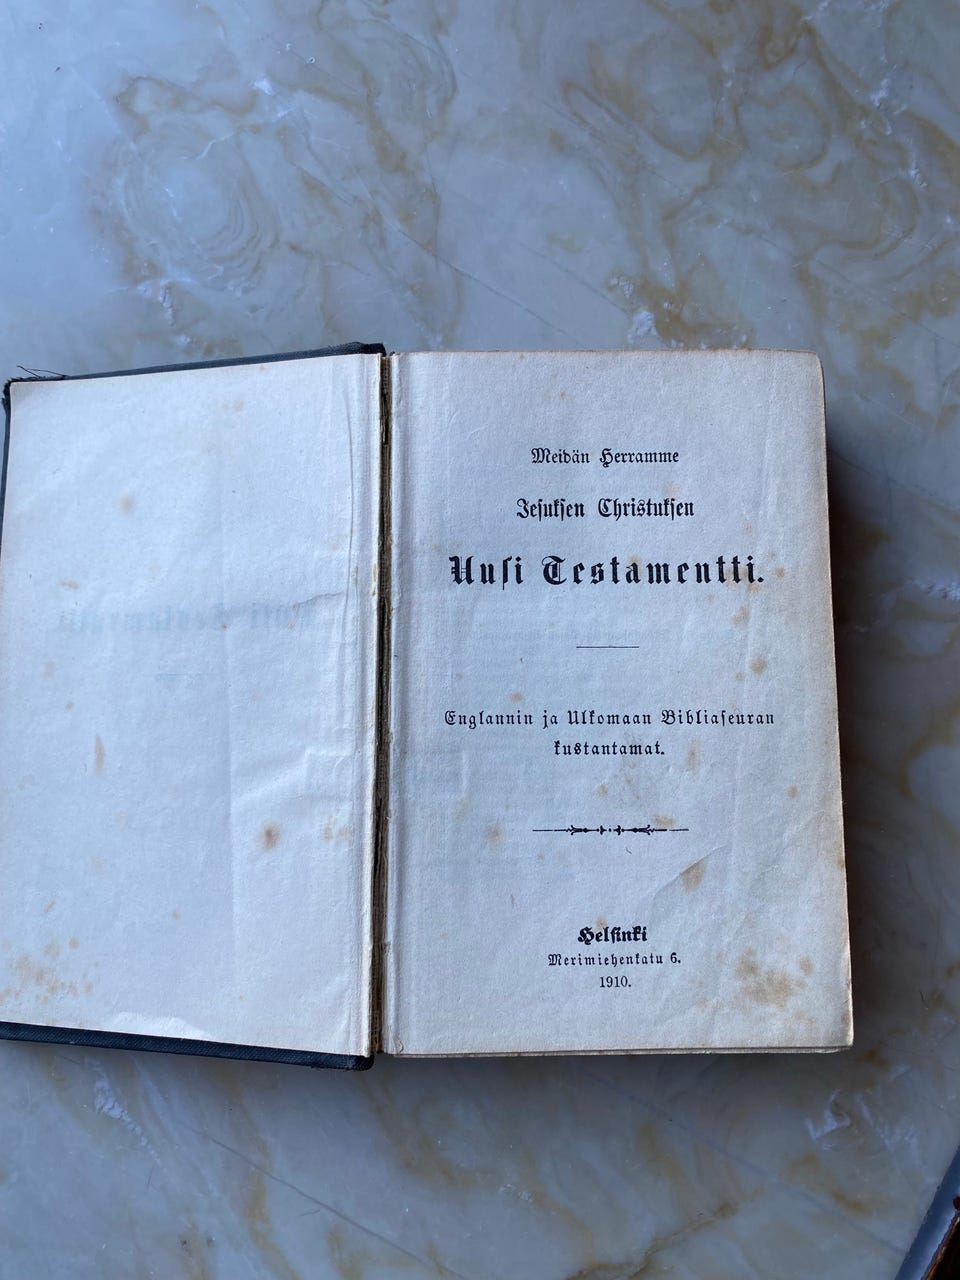 Meidän Herramme
Jesuksen Christuksen
Uusi Testamentti.
Englannin ja Ulkomaan Bibliaseuran
kustantamat.
Helsinki
Merimiehenkatu 6.
1910.